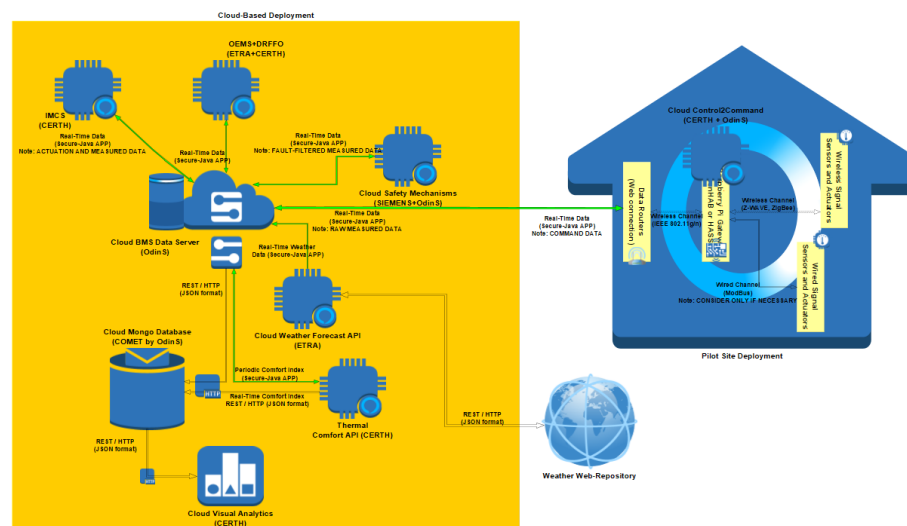 Cloud-Based Deployment
OEMS+DRFFO
(ETRA+CERTH)
IMCS
(CERTH)
Real-Time Data
(Secure-Java APP)
Note: ACTUATION AND MEASURED DATA
Real-Time Data
(Secure-Java APP)
Real-Time Data
(Secure-Java APP)
Note: FAULT-FILTERED MEASURED DATA
Cloud Safety Mechanisms
(SIEMENS+OdinS)
Cloud BMS Data Server
(OdinS)
Real-Time Data
(Secure-Java APP)
Note: RAW MEASURED DATA
Real-Time Weather
Data (Secure-Java APP)
REST / HTTP
(JSON format)
Cloud Weather Forecast API
(ETRA)
Cloud Mongo Database
(COMET by OdinS)
Periodic Comfort Index
(Secure-Java APP)
Real-Time Comfort Index
REST / HTTP (JSON format)
HTTP
Thermal
Comfort API (CERTH)
REST / HTTP
(JSON format)
HTTP
Cloud Visual Analytics
(CERTH)
REST / HTTP
(JSON format)
Weather Web-Repository
Real-Time Data
(Secure-Java APP)
Note: COMMAND DATA
Cloud Control2Command
(CERTH + OdinS)
Data Routers
(Web connection)
Wireless Channel
(IEEE 802.11g/n)
pberry Pi Gatew
nHAB or HASS
Wireless Channel
(Z-WAVE, ZigBee)
Wireless Signal
Sensors and Actuators
Wired Channel
(ModBus)
Note: CONSIDER ONLY IF NECESSARY
Wired Signal
Sensors and Actuators
Pilot Site Deployment